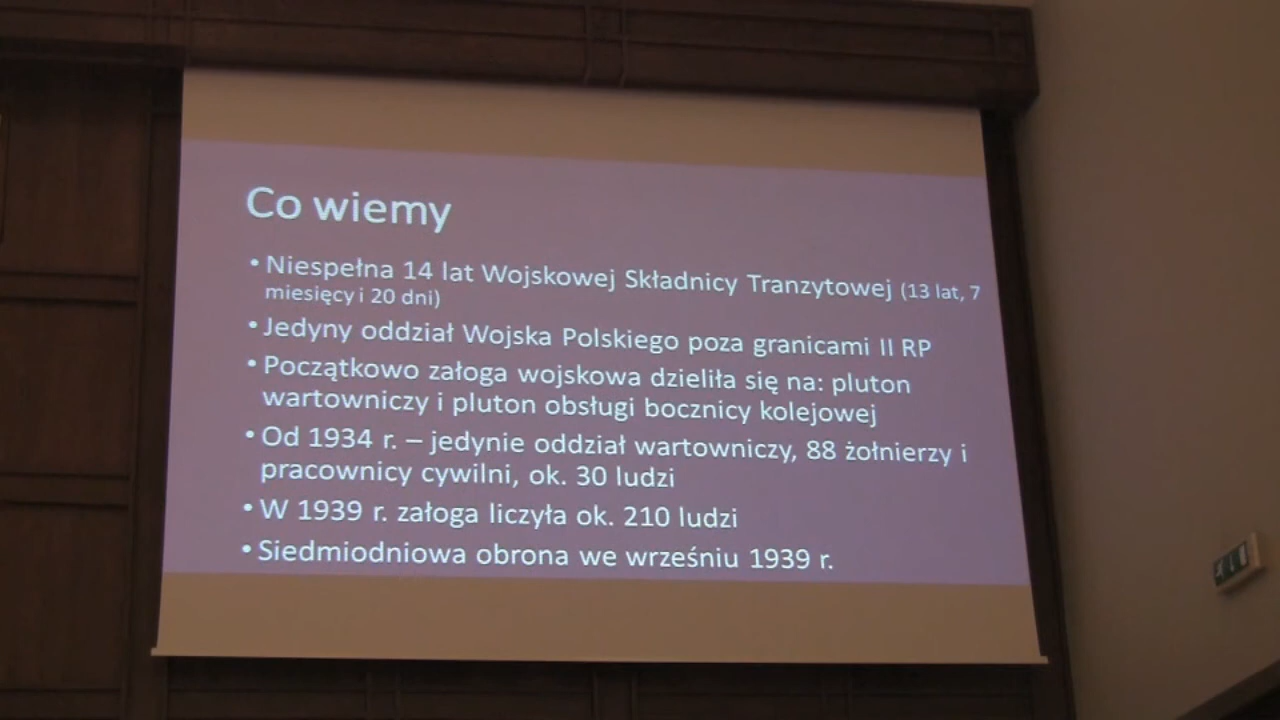 Co wiemy
• Niespełna 14 lat Wojskowej Składnicy Tranzytowej (13 lat, 7
miesięcy i 20 dni)
• Jedyny oddział Wojska Polskiego poza granicami II RP
• Początkowo załoga wojskowa dzieliła się na: pluton
wartowniczy i pluton obsługi bocznicy kolejowej
• Od 1934 r. – jedynie oddział wartowniczy, 88 żołnierzy i
pracownicy cywilni, ok. 30 ludzi
• W 1939 r. załoga liczyła ok. 210 ludzi
• Siedmiodniowa obrona we wrześniu 1939 r.